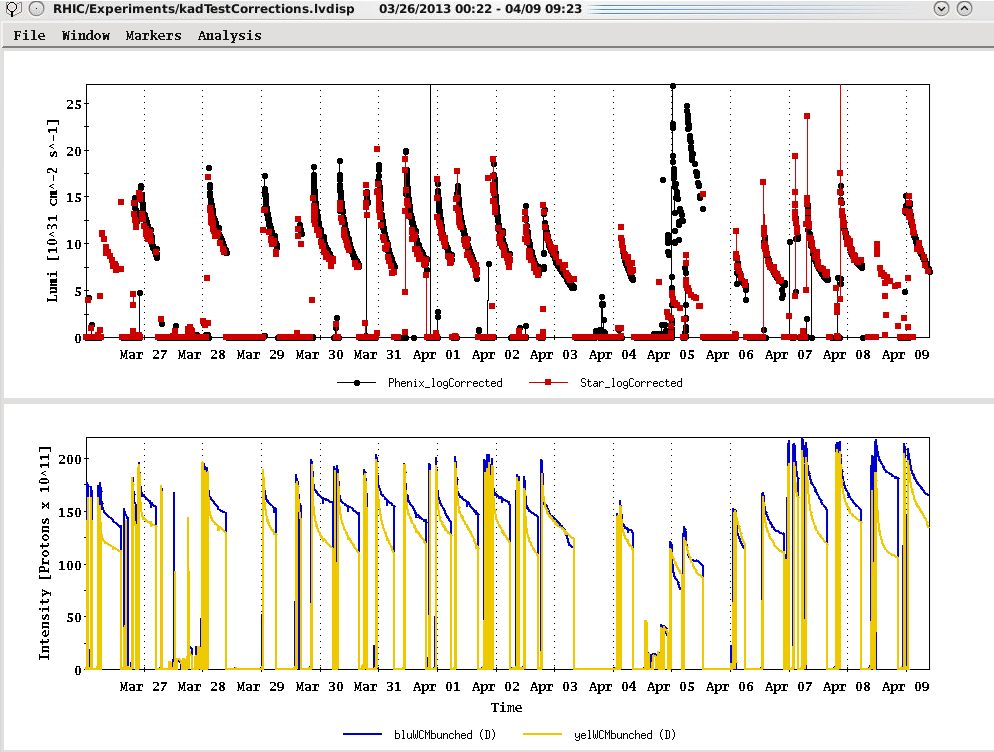 RHIC/Experiments/kadTestCorrections.lvdisp 03/26/2013 00:22 - 04/09 09:23
File Window Markers Analysis
Lumi [10^31 cm^-2 s^-1]
25
20
15
10
5
0
Mar 27 Mar 28 Mar 29 Mar 30 Mar 31 Apr 01 Apr 02 Apr 03 Apr 04 Apr 05 Apr 06 Apr 07 Apr 08 Apr 09
Phenix_logCorrected Star_logCorrected
Intensity [Protons x 10^11]
200
150
100
50
0
Mar 27 Mar 28 Mar 29 Mar 30 Mar 31 Apr 01 Apr 02 Apr 03 Apr 04 Apr 05 Apr 06 Apr 07 Apr 08 Apr 09
Time
bluWCMbunched (D) yelWCMbunched (D)